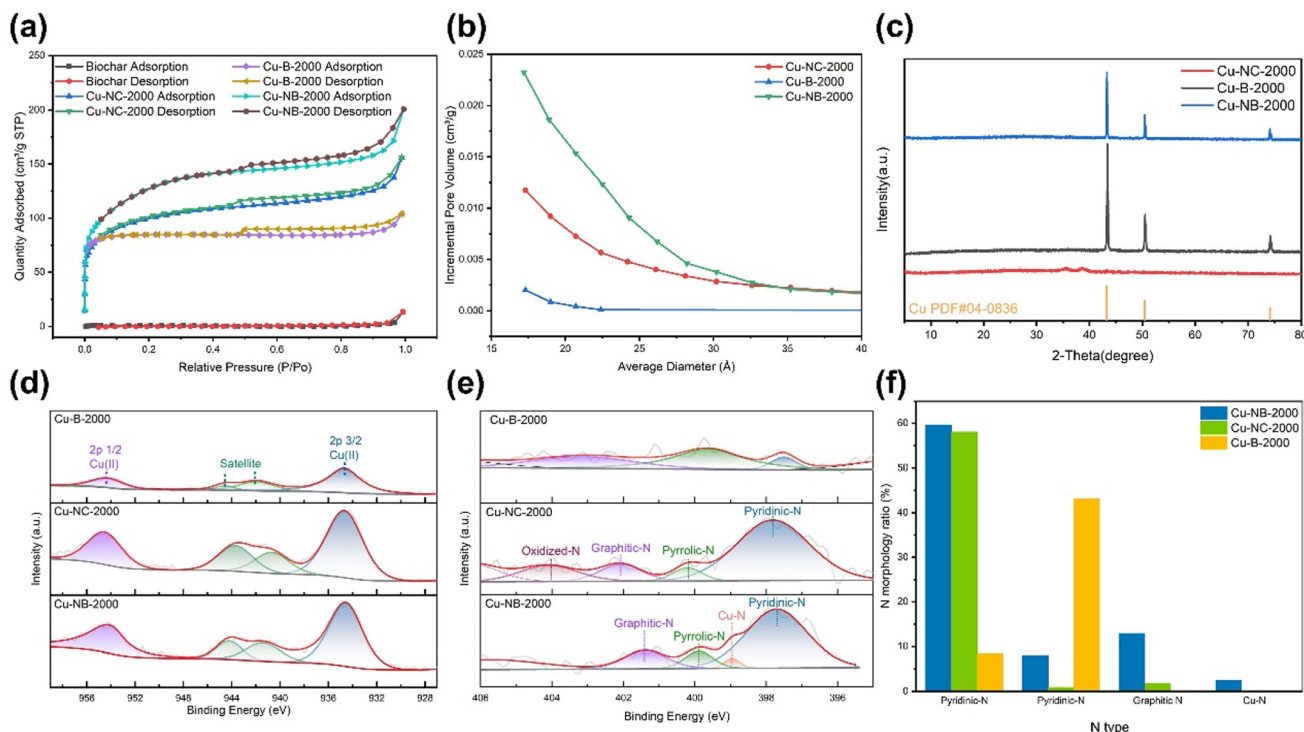 (a)
250
200
150
100
50
0
Quantity Adsorbed (cm³/g STP)
Biochar Adsorption
Biochar Desorption
Cu-NC-2000 Adsorption
Cu-NC-2000 Desorption
Cu-B-2000 Adsorption
Cu-B-2000 Desorption
Cu-NB-2000 Adsorption
Cu-NB-2000 Desorption
0.0 0.2 0.4 0.6 0.8 1.0
Relative Pressure (P/Po)
(b)
0.025
0.020
0.015
0.010
0.005
0.000
Incremental Pore Volume (cm³/g)
Cu-NC-2000
Cu-B-2000
Cu-NB-2000
15 20 25 30 35 40
Average Diameter (Å)
(c)
Intensity(a.u.)
Cu-NC-2000
Cu-B-2000
Cu-NB-2000
Cu PDF#04-0836
10 20 30 40 50 60 70 80
2-Theta(degree)
(d)
Cu-B-2000
2p 1/2
Cu(II)
Satellite
2p 3/2
Cu(II)
Cu-NC-2000
Cu-NB-2000
Intensity (a.u.)
956 952 948 944 940 936 932 928
Binding Energy (eV)
(e)
Cu-B-2000
Cu-NC-2000
Oxidized-N
Graphitic-N
Pyrrolic-N
Pyridinic-N
Cu-NB-2000
Graphitic-N
Pyrrolic-N
Cu-N
Pyridinic-N
Intensity (a.u.)
406 404 402 400 398 396
Binding Energy (eV)
(f)
60
50
40
30
20
10
0
N morphology ratio (%)
Cu-NB-2000
Cu-NC-2000
Cu-B-2000
Pyridinic-N Pyridinic-N Graphitic N Cu-N
N type